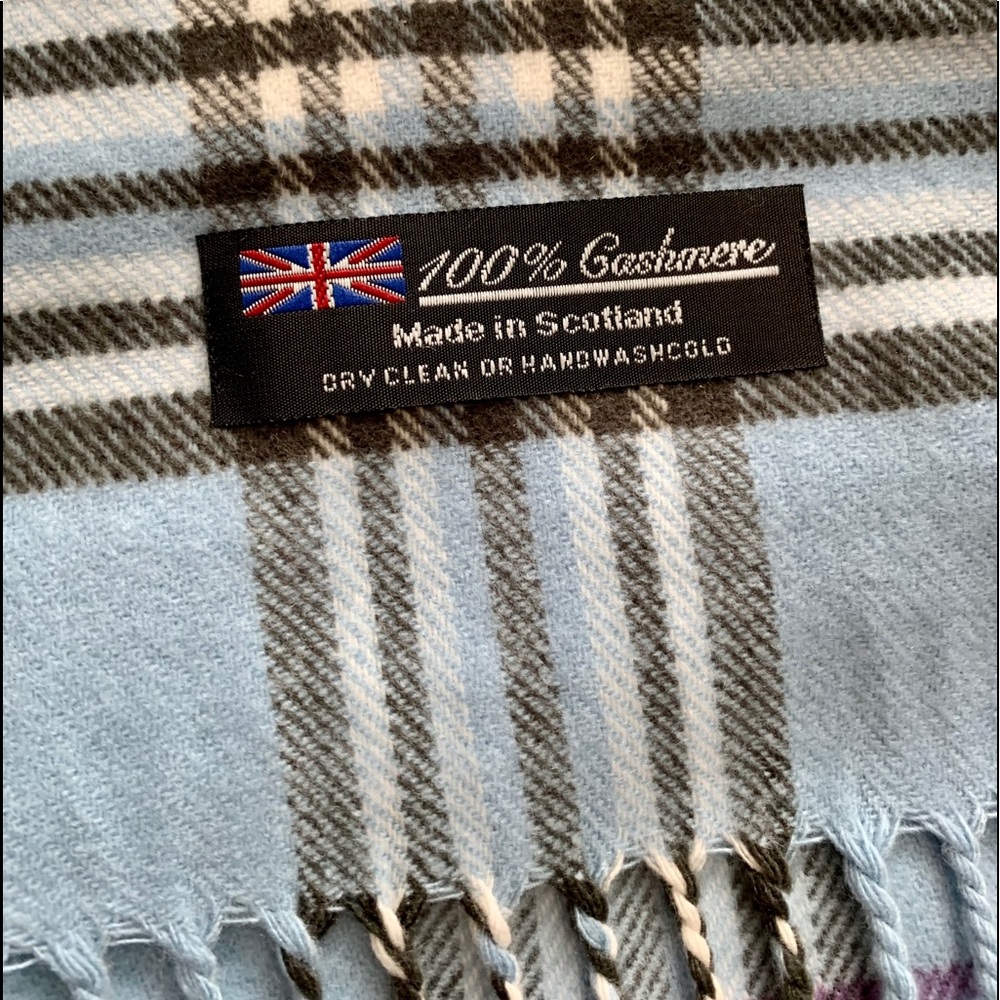 100% Cashmere
Made in Scotland
DRY CLEAN OR HANDWASHCOLD